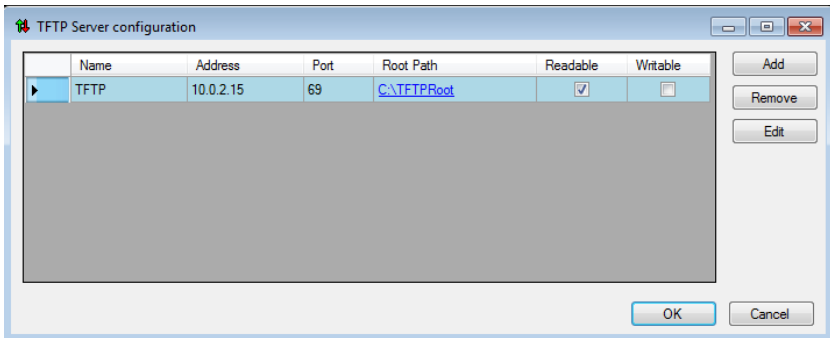 TFTP Server configuration
Name Address Port Root Path Readable Writable
TFTP 10.0.2.15 69 C:\TFTPRoot
Add
Remove
Edit
OK Cancel